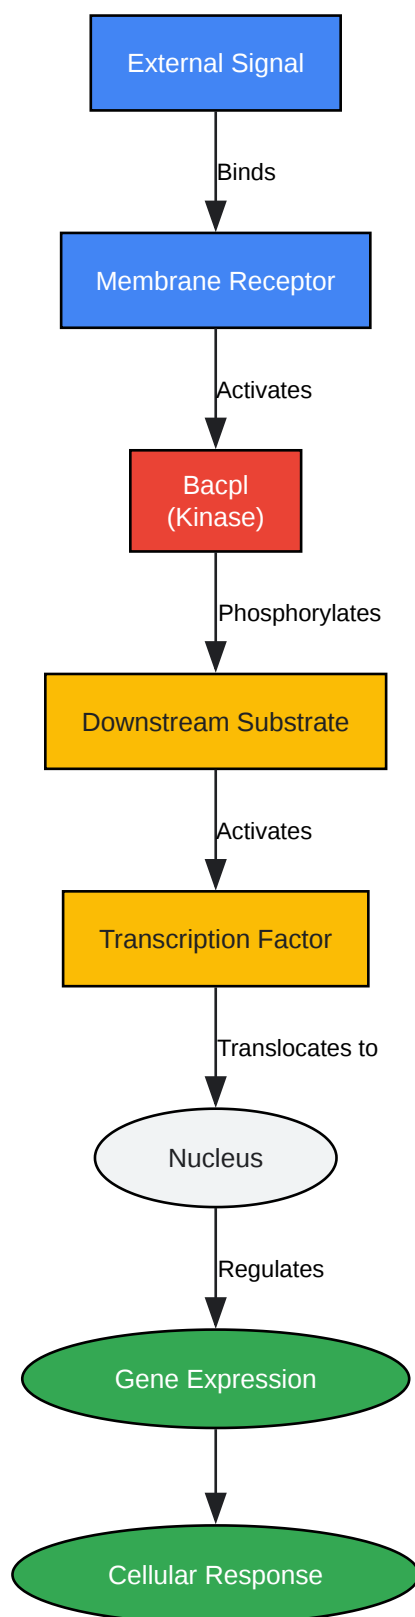 External Signal
Binds
Membrane Receptor
Activates
Bacpl
(Kinase)
Phosphorylates
Downstream Substrate
Activates
Transcription Factor
Translocates to
Nucleus
Regulates
Gene Expression
Cellular Response